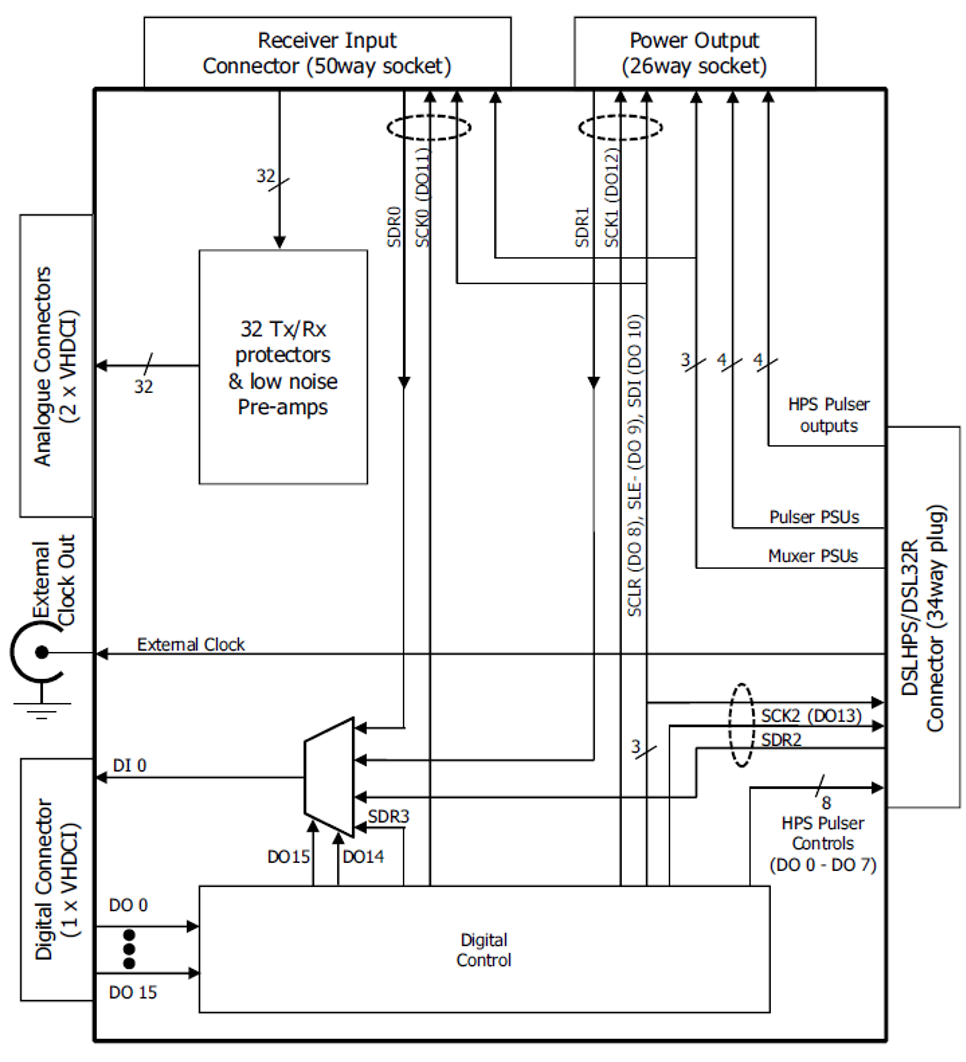 Receiver Input
Connector (50way socket)
Power Output
(26way socket)
32
SDR0
SCK0 (DO11)
SDR1
SCK1 (DO12)
Analogue Connectors
(2 x VHDCI)
32 Tx/Rx
protectors
& low noise
Pre-amps
32
SCLR (DO 8), SLE- (DO 9), SDI (DO 10)
3
4
4
HPS Pulser
outputs
Pulser PSUs
Muxer PSUs
DSLHPS/DSL32R
Connector (34way plug)
External
Clock Out
External Clock
SCK2 (DO13)
SDR2
3
DI 0
SDR3
8
HPS Pulser
Controls
(DO 0 - DO 7)
DO15
DO14
Digital Connector
(1 x VHDCI)
DO 0
DO 15
Digital
Control